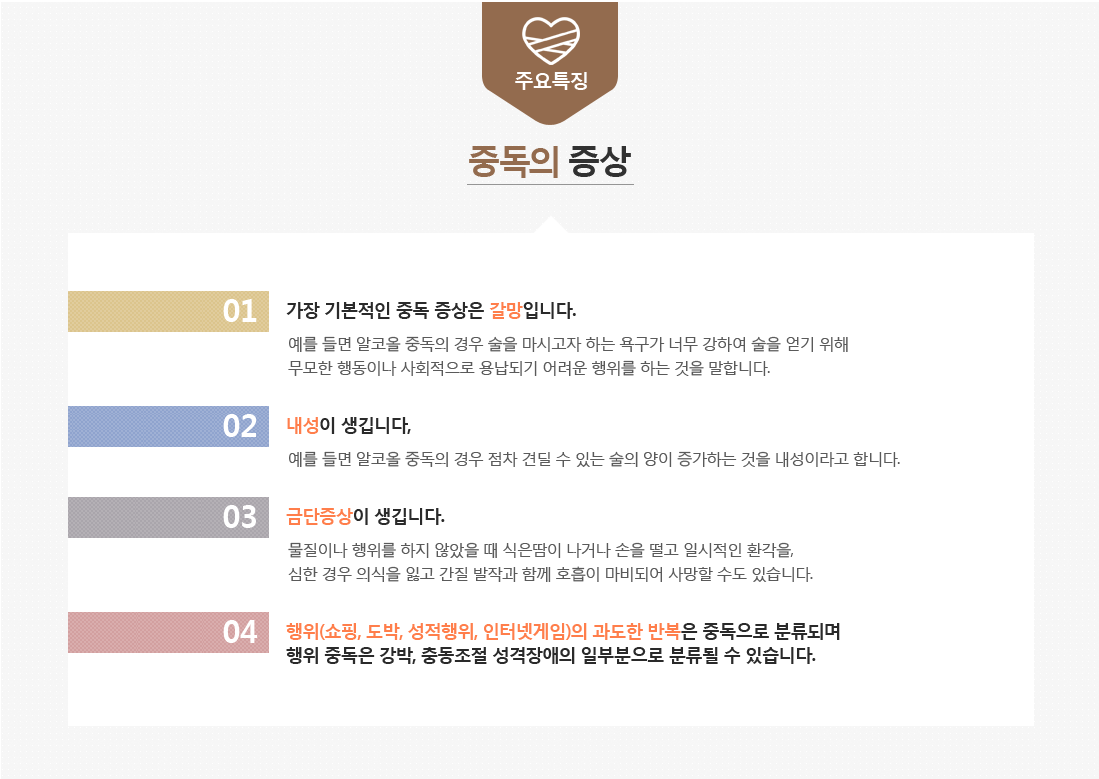 주요특징
중독의 증상
01
가장 기본적인 중독 증상은 갈망입니다.
예를 들면 알코올 중독의 경우 술을 마시고자 하는 욕구가 너무 강하여 술을 얻기 위해
무모한 행동이나 사회적으로 용납되기 어려운 행위를 하는 것을 말합니다.
02
내성이 생깁니다,
예를 들면 알코올 중독의 경우 점차 견딜 수 있는 술의 양이 증가하는 것을 내성이라고 합니다.
03
금단증상이 생깁니다.
물질이나 행위를 하지 않았을 때 식은땀이 나거나 손을 떨고 일시적인 환각을,
심한 경우 의식을 잃고 간질 발작과 함께 호흡이 마비되어 사망할 수도 있습니다.
04
행위(쇼핑, 도박, 성적행위, 인터넷게임)의 과도한 반복은 중독으로 분류되며
행위 중독은 강박, 충동조절 성격장애의 일부분으로 분류될 수 있습니다.